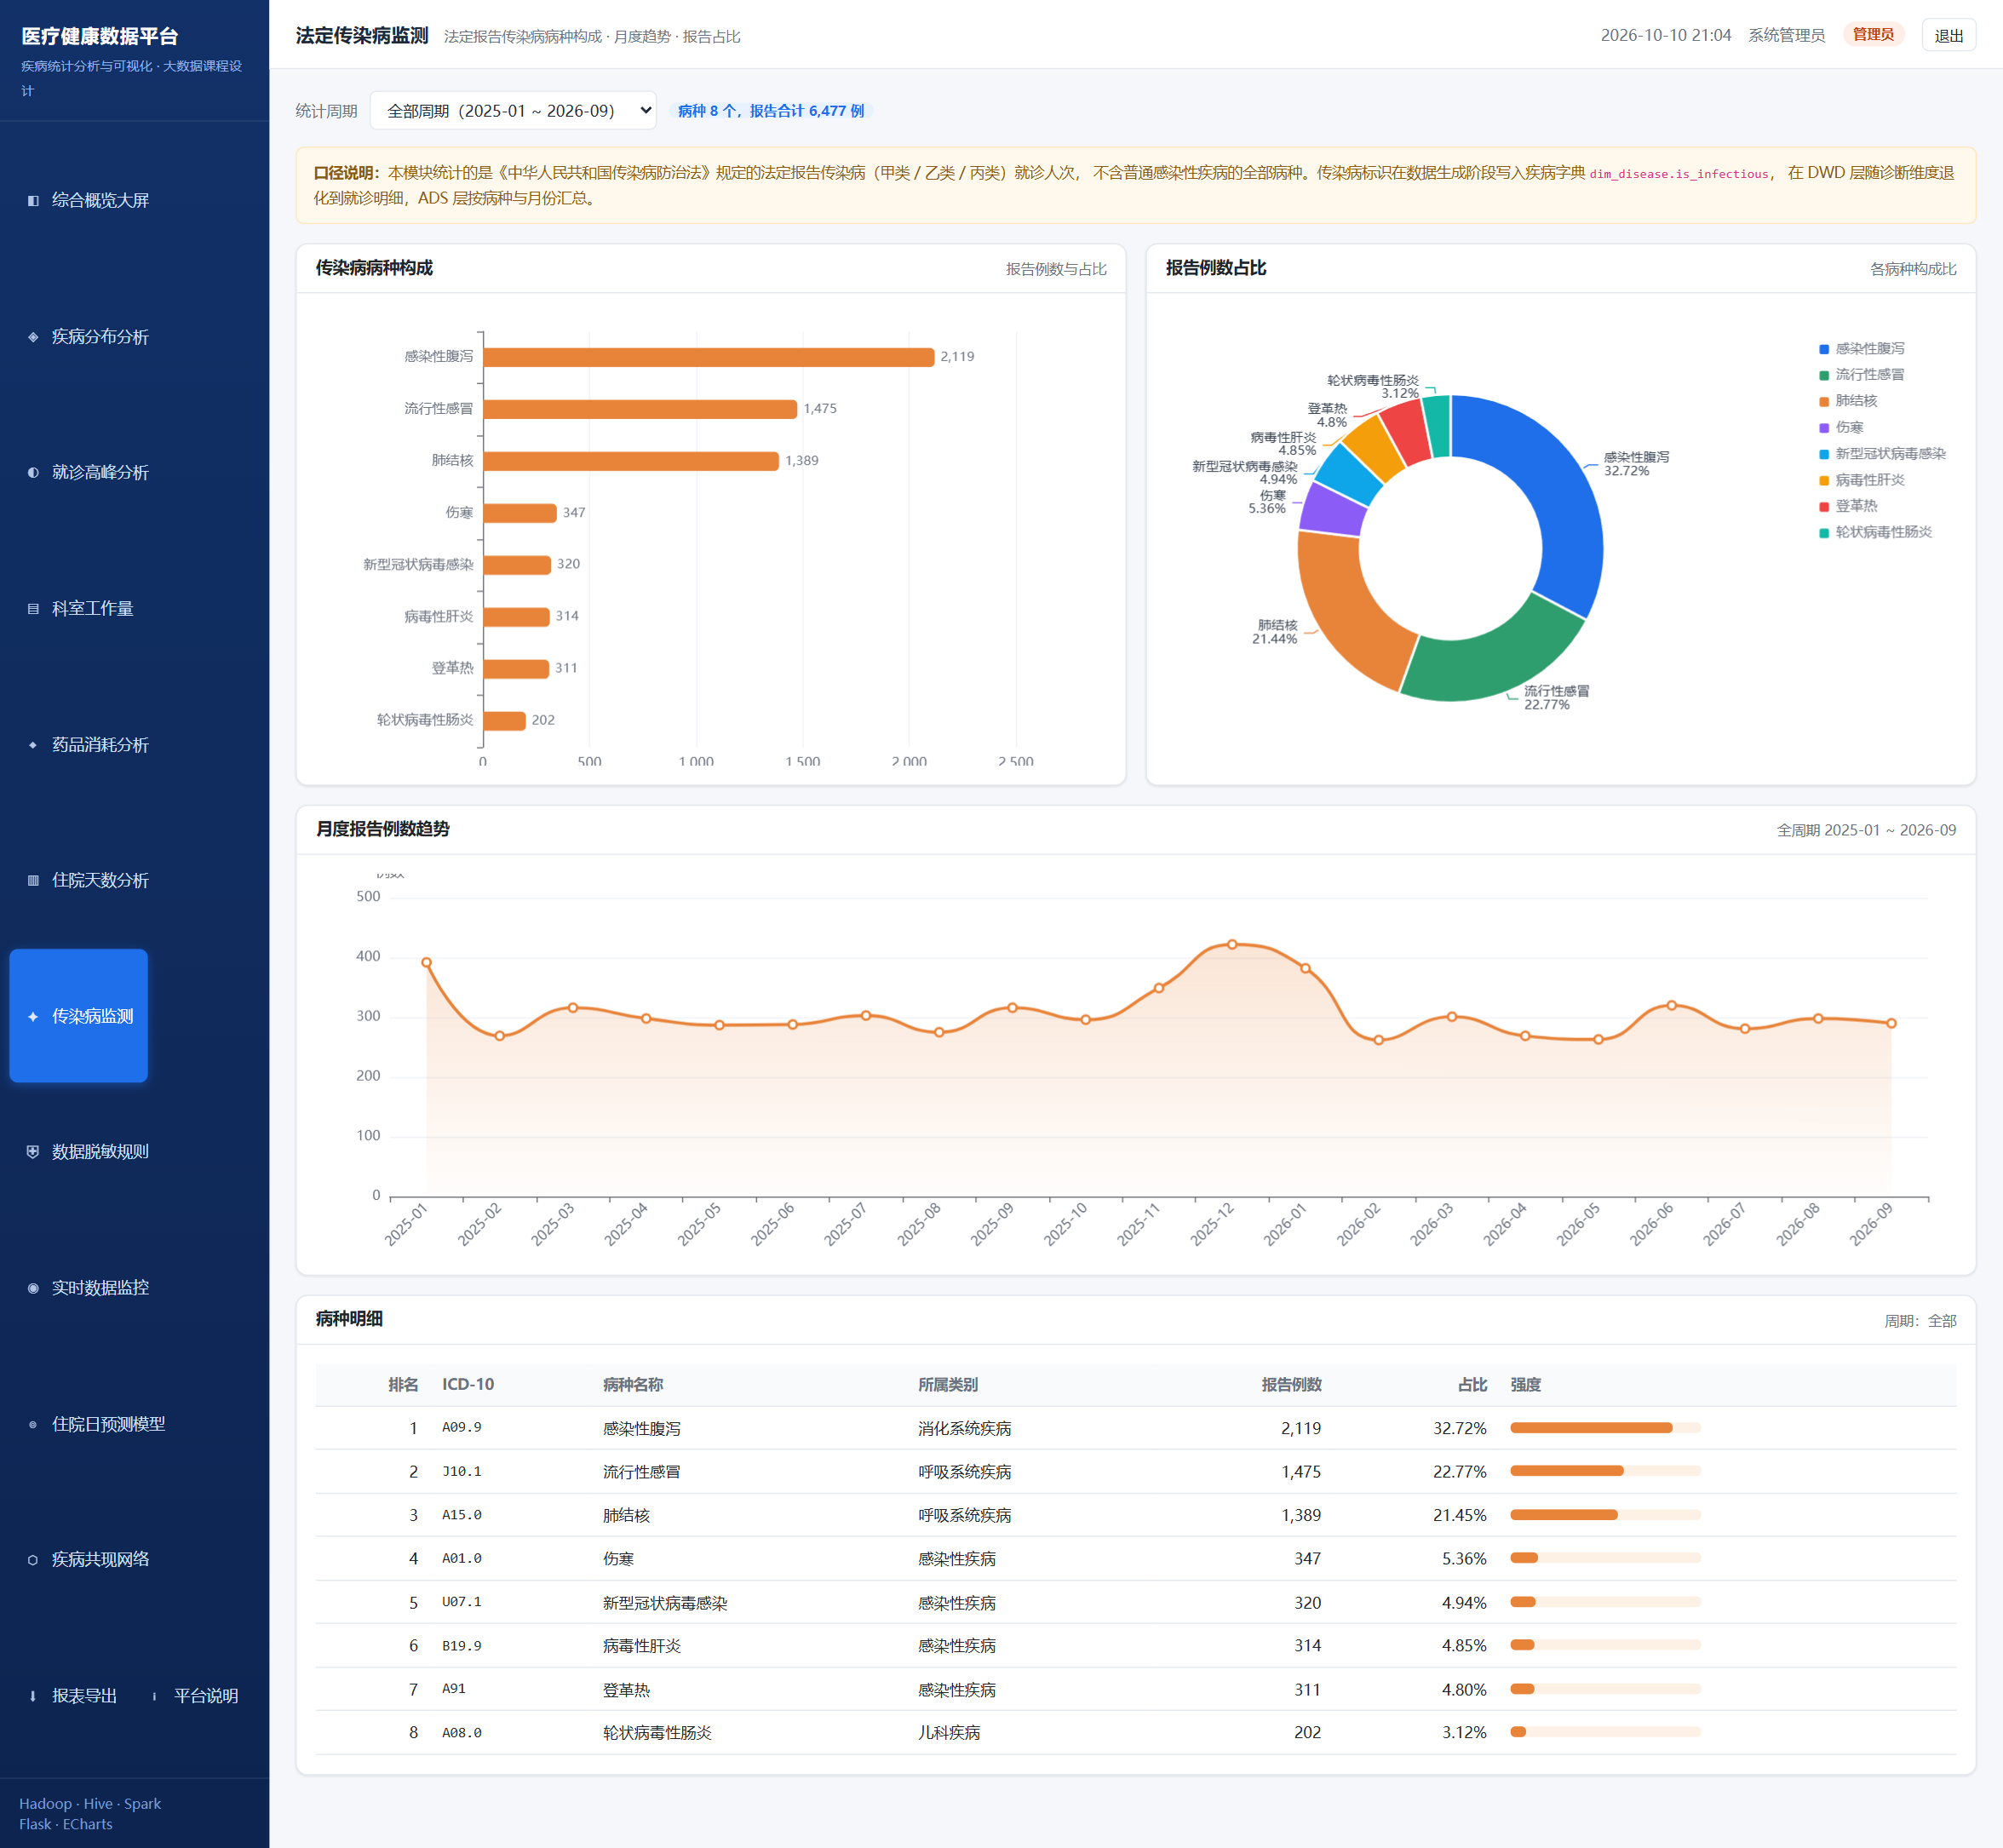 医疗健康数据平台
疾病统计分析与可视化 · 大数据课程设
计
综合概览大屏
疾病分布分析
就诊高峰分析
科室工作量
药品消耗分析
住院天数分析
传染病监测
数据脱敏规则
实时数据监控
住院日预测模型
疾病共现网络
报表导出 平台说明
Hadoop · Hive · Spark
Flask · ECharts
法定传染病监测 法定报告传染病病种构成 · 月度趋势 · 报告占比 2026-10-10 21:04 系统管理员 管理员 退出
统计周期 全部周期（2025-01 ~ 2026-09） 病种 8 个，报告合计 6,477 例
口径说明：本模块统计的是《中华人民共和国传染病防治法》规定的法定报告传染病（甲类 / 乙类 / 丙类）就诊人次， 不含普通感染性疾病的全部病种。传染病标识在数据生成阶段写入疾病字典 dim_disease.is_infectious， 在 DWD 层随诊断维度退
化到就诊明细，ADS 层按病种与月份汇总。
传染病病种构成 报告例数与占比
感染性腹泻 2,119
流行性感冒 1,475
肺结核 1,389
伤寒 347
新型冠状病毒感染 320
病毒性肝炎 314
登革热 311
轮状病毒性肠炎 202
0 500 1,000 1,500 2,000 2,500
报告例数占比 各病种构成比
轮状病毒性肠炎
3.12%
登革热
4.8%
病毒性肝炎
4.85%
新型冠状病毒感染
4.94%
伤寒
5.36%
肺结核
21.44%
感染性腹泻
32.72%
流行性感冒
22.77%
感染性腹泻
流行性感冒
肺结核
伤寒
新型冠状病毒感染
病毒性肝炎
登革热
轮状病毒性肠炎
月度报告例数趋势 全周期 2025-01 ~ 2026-09
例数
500
400
300
200
100
0
2025-01 2025-02 2025-03 2025-04 2025-05 2025-06 2025-07 2025-08 2025-09 2025-10 2025-11 2025-12 2026-01 2026-02 2026-03 2026-04 2026-05 2026-06 2026-07 2026-08 2026-09
病种明细 周期：全部
排名 ICD-10 病种名称 所属类别 报告例数 占比 强度
1 A09.9 感染性腹泻 消化系统疾病 2,119 32.72%
2 J10.1 流行性感冒 呼吸系统疾病 1,475 22.77%
3 A15.0 肺结核 呼吸系统疾病 1,389 21.45%
4 A01.0 伤寒 感染性疾病 347 5.36%
5 U07.1 新型冠状病毒感染 感染性疾病 320 4.94%
6 B19.9 病毒性肝炎 感染性疾病 314 4.85%
7 A91 登革热 感染性疾病 311 4.80%
8 A08.0 轮状病毒性肠炎 儿科疾病 202 3.12%